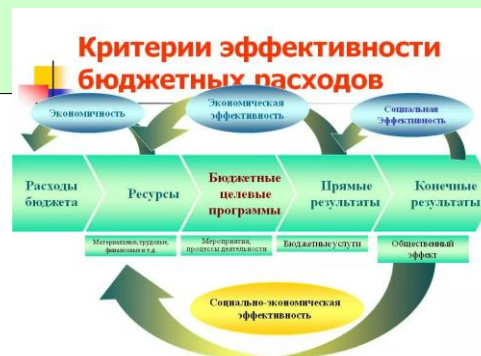 Критерии эффективности
бюджетных расходов
Экономичность
Экономическая
эффективность
Социальная
Эффективность
Расходы
бюджета
Ресурсы
Бюджетные
целевые
программы
Прямые
результаты
Конечные
результаты
Материальные, трудовые,
финансовые и т.д.
Мероприятия,
процессы деятельности
Бюджетные услуги
Общественный
эффект
Социально-экономическая
эффективность